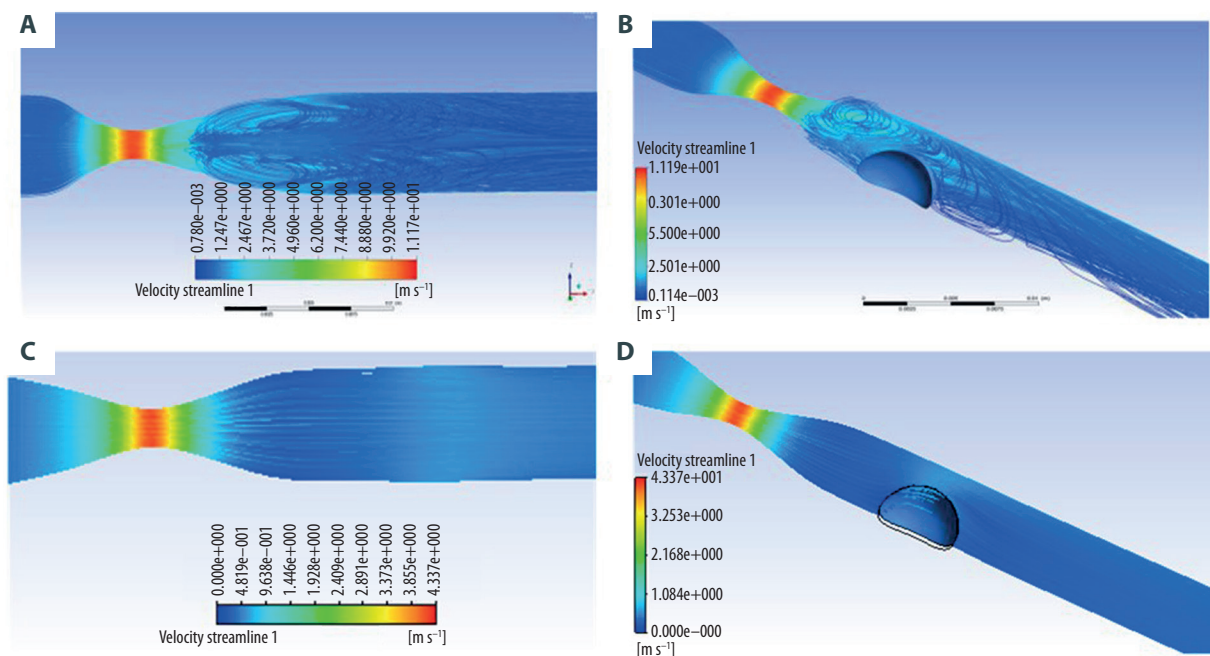 A
0.780e−003
1.247e+000
2.467e+000
3.720e+000
4.960e+000
6.200e+000
7.440e+000
8.880e+000
9.920e+000
1.117e+001
Velocity streamline 1
[m s⁻¹]
B
Velocity streamline 1
1.119e+001
0.301e+000
5.500e+000
2.501e+000
0.114e−003
[m s⁻¹]
C
0.000e+000
4.819e−001
9.638e−001
1.446e+000
1.928e+000
2.409e+000
2.891e+000
3.373e+000
3.855e+000
4.337e+000
Velocity streamline 1
[m s⁻¹]
D
Velocity streamline 1
4.337e+001
3.253e+000
2.168e+000
1.084e+000
0.000e−000
[m s⁻¹]